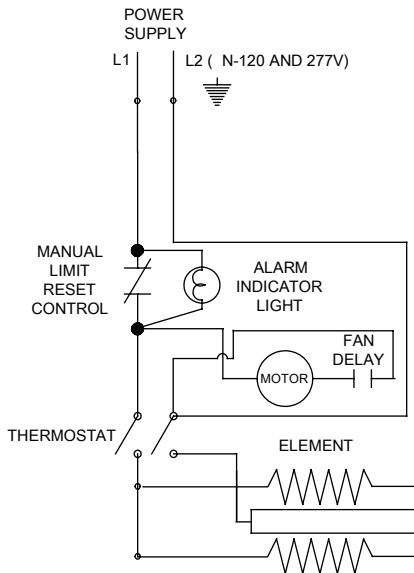 POWER
SUPPLY
L1
L2 ( N-120 AND 277V)
MANUAL
LIMIT
RESET
CONTROL
ALARM
INDICATOR
LIGHT
FAN
DELAY
MOTOR
THERMOSTAT
ELEMENT